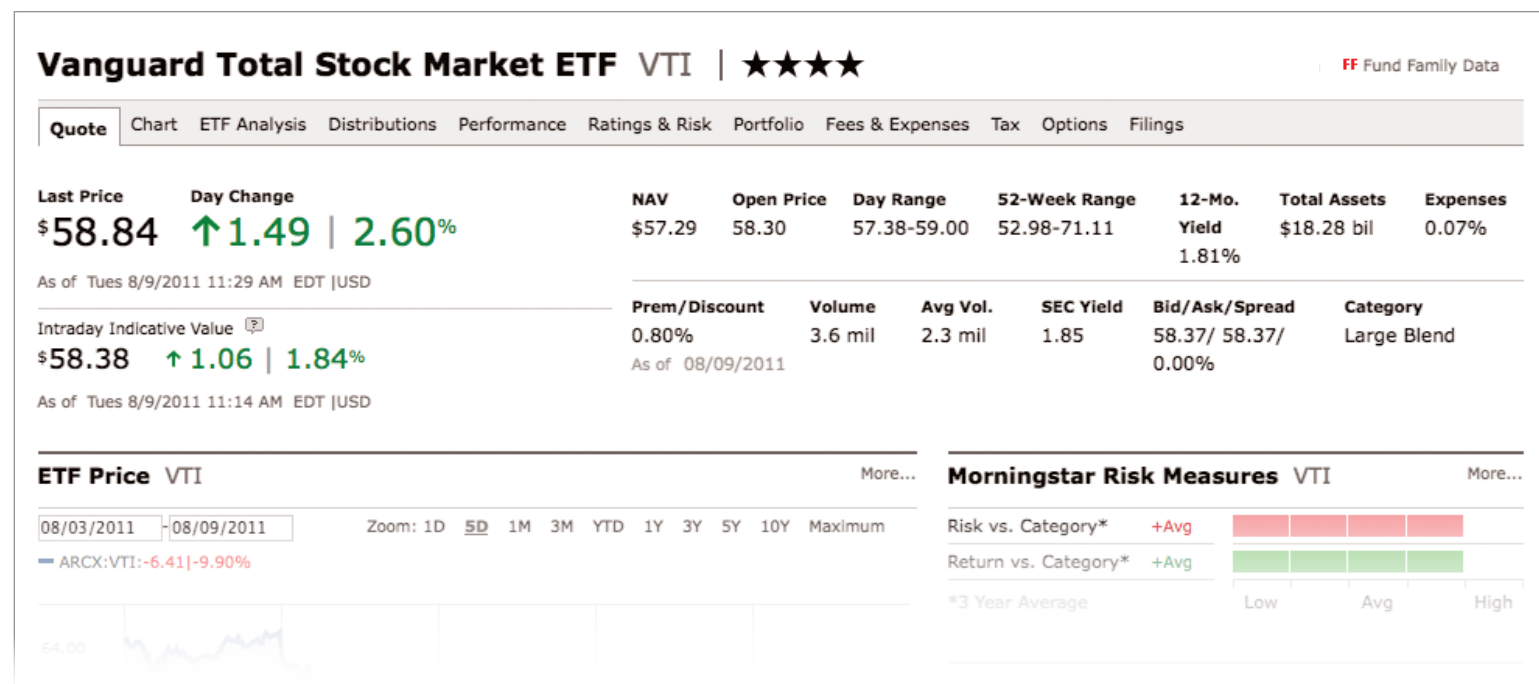 Vanguard Total Stock Market ETF VTI | ★★★★
FF Fund Family Data
Quote Chart ETF Analysis Distributions Performance Ratings & Risk Portfolio Fees & Expenses Tax Options Filings
Last Price Day Change
$58.84 ↑1.49 | 2.60%
As of Tues 8/9/2011 11:29 AM EDT |USD
Intraday Indicative Value ?
$58.38 ↑ 1.06 | 1.84%
As of Tues 8/9/2011 11:14 AM EDT |USD
NAV Open Price Day Range 52-Week Range 12-Mo. Total Assets Expenses
$57.29 58.30 57.38-59.00 52.98-71.11 Yield $18.28 bil 0.07%
1.81%
Prem/Discount Volume Avg Vol. SEC Yield Bid/Ask/Spread Category
0.80% 3.6 mil 2.3 mil 1.85 58.37/ 58.37/ Large Blend
As of 08/09/2011 0.00%
ETF Price VTI More...
08/03/2011 - 08/09/2011 Zoom: 1D 5D 1M 3M YTD 1Y 3Y 5Y 10Y Maximum
ARCX:VTI:-6.41|-9.90%
64.00
Morningstar Risk Measures VTI More...
Risk vs. Category* +Avg
Return vs. Category* +Avg
*3 Year Average Low Avg High